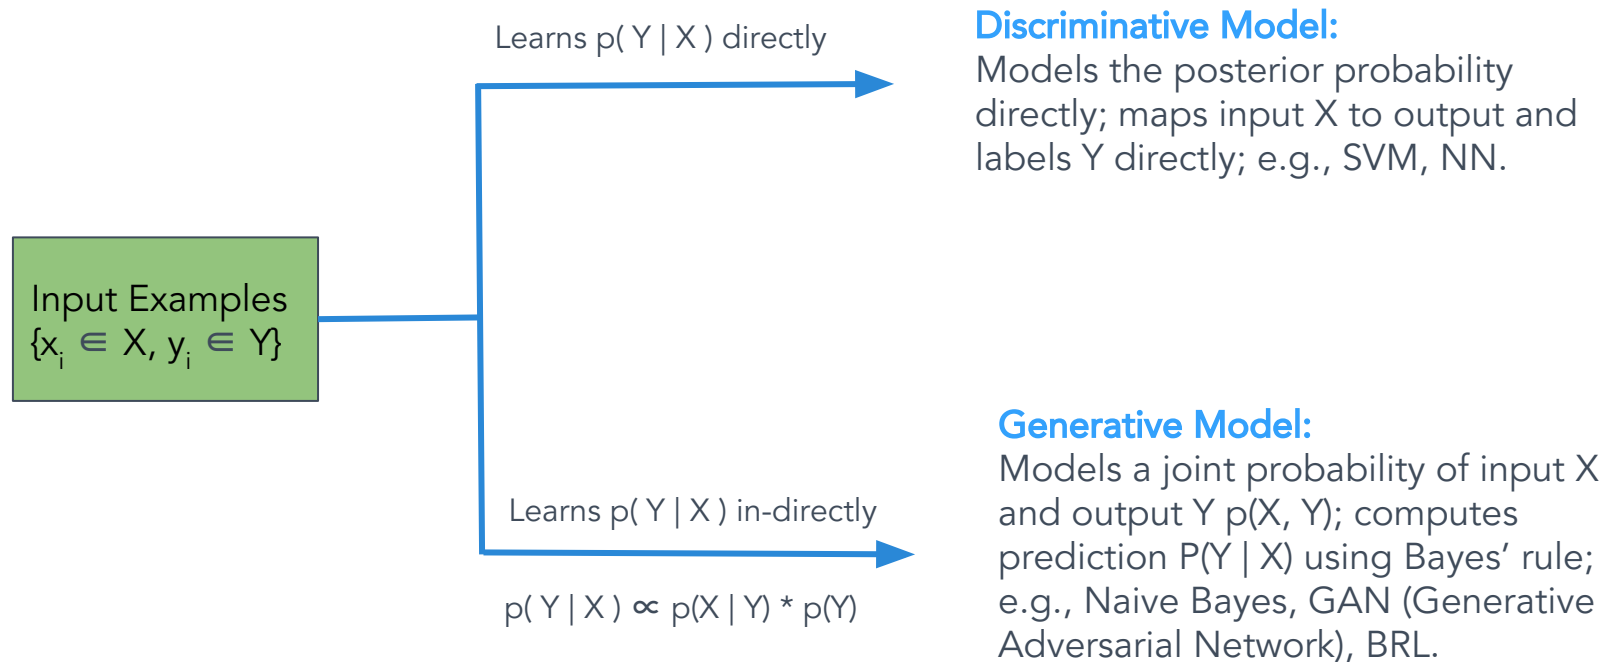 Learns p( Y | X ) directly
Discriminative Model:
Models the posterior probability
directly; maps input X to output and
labels Y directly; e.g., SVM, NN.
Input Examples
{xᵢ ∈ X, yᵢ ∈ Y}
Learns p( Y | X ) in-directly
p( Y | X ) ∝ p(X | Y) * p(Y)
Generative Model:
Models a joint probability of input X
and output Y p(X, Y); computes
prediction P(Y | X) using Bayes’ rule;
e.g., Naive Bayes, GAN (Generative
Adversarial Network), BRL.